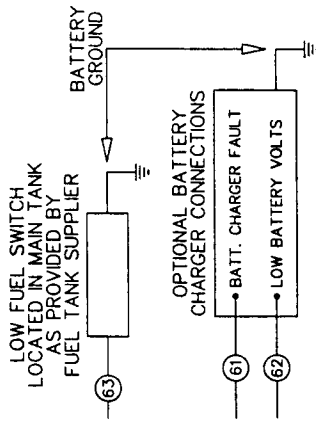 LOW FUEL SWITCH
LOCATED IN MAIN TANK
AS PROVIDED BY
FUEL TANK SUPPLIER
BATTERY
GROUND
63
OPTIONAL BATTERY
CHARGER CONNECTIONS
61
BATT. CHARGER FAULT
62
LOW BATTERY VOLTS